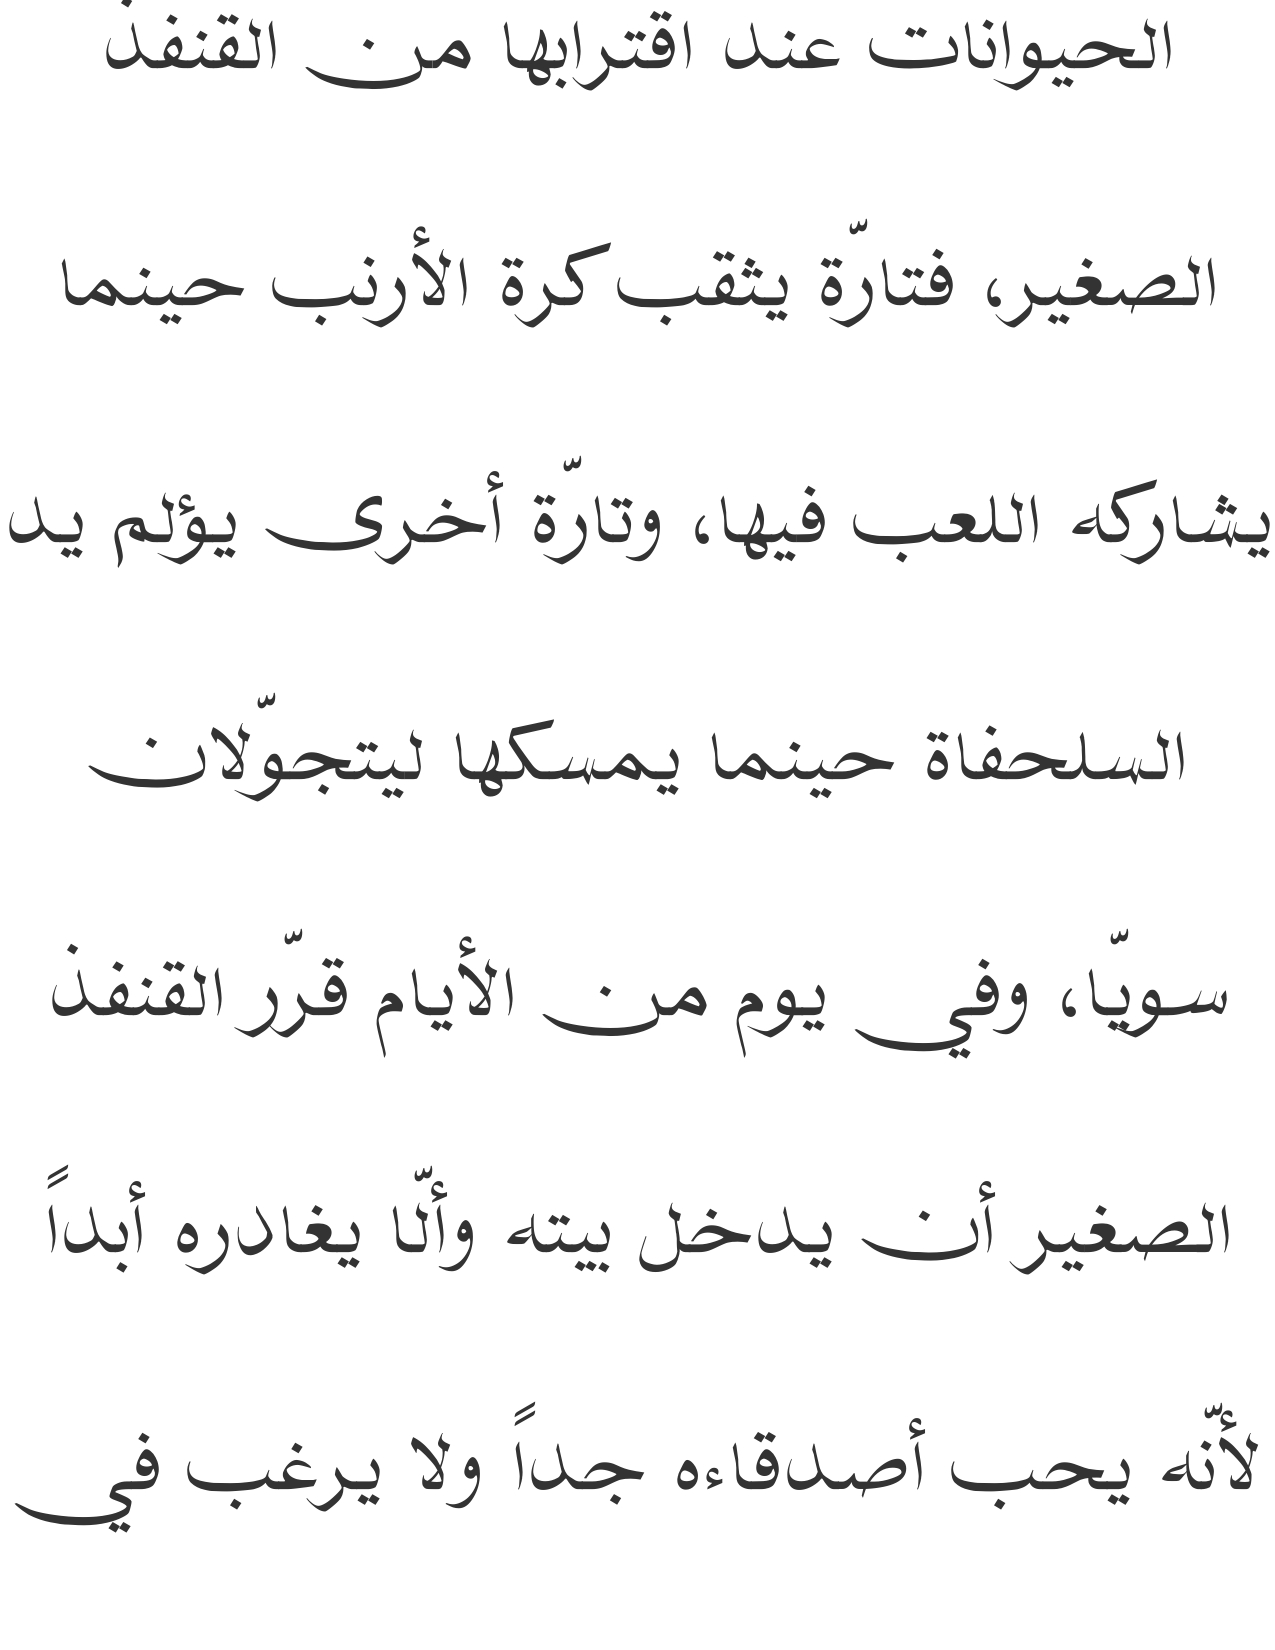 الحيوانات عند اقترابها من القنفذ
الصغير، فتارّة يثقب كرة الأرنب حينما
يشاركه اللعب فيها، وتارّة أخرى يؤلم يد
السلحفاة حينما يمسكها ليتجوّلان
سويّا، وفي يوم من الأيام قرّر القنفذ
الصغير أن يدخل بيته وألّا يغادره أبداً
لأنّه يحب أصدقاءه جداً ولا يرغب في